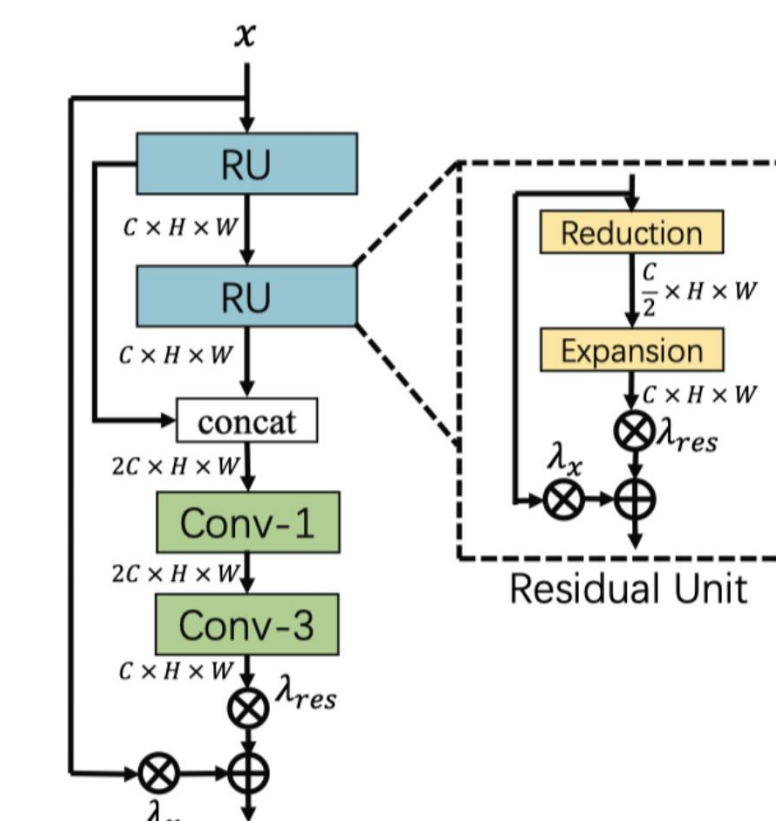 x
RU
C × H × W
RU
C × H × W
concat
2C × H × W
Conv-1
2C × H × W
Conv-3
C × H × W
λres
Reduction
C/2 × H × W
Expansion
C × H × W
λres
λx
Residual Unit